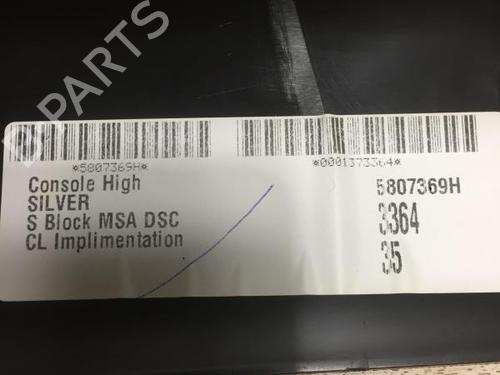 B-PARTS
*5807369H*
*0001373364*
Console High
SILVER
S Block MSA DSC
CL Implimentation
5807369H
3364
35